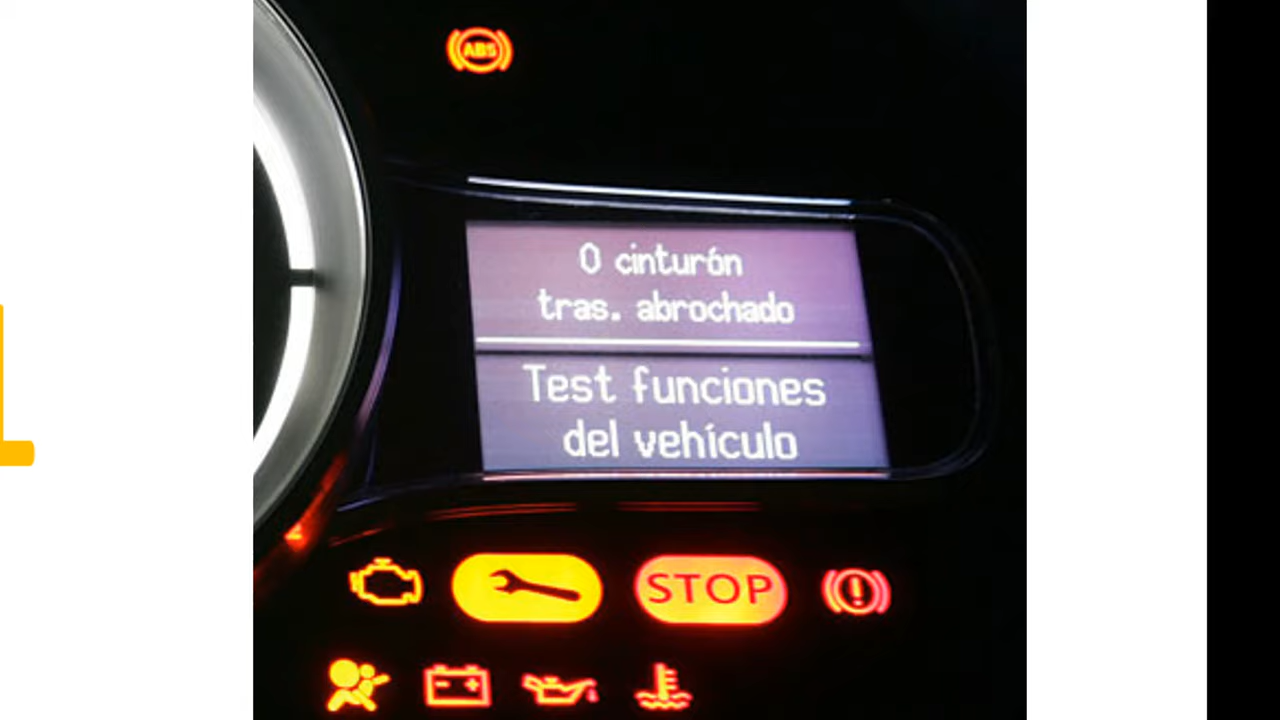 ABS
0 cinturón
tras. abrochado
Test funciones
del vehículo
STOP